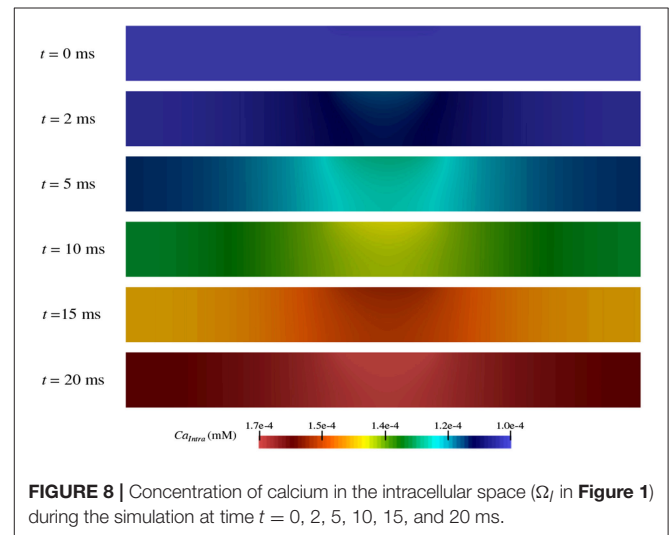 t = 0 ms
t = 2 ms
t = 5 ms
t = 10 ms
t =15 ms
t = 20 ms
1.7e-4 1.5e-4 1.4e-4 1.2e-4 1.0e-4
Ca_Intra (mM)
FIGURE 8 | Concentration of calcium in the intracellular space (Ω_I in Figure 1)
during the simulation at time t = 0, 2, 5, 10, 15, and 20 ms.